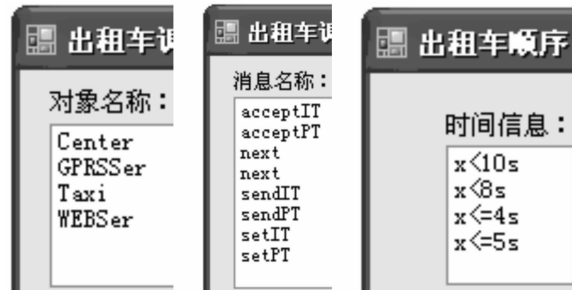 出租车调
对象名称：
Center
GPRSSer
Taxi
WEBSer
出租车调
消息名称：
acceptIT
acceptPT
next
next
sendIT
sendPT
setIT
setPT
出租车顺序
时间信息：
x<10s
x<8s
x<=4s
x<=5s